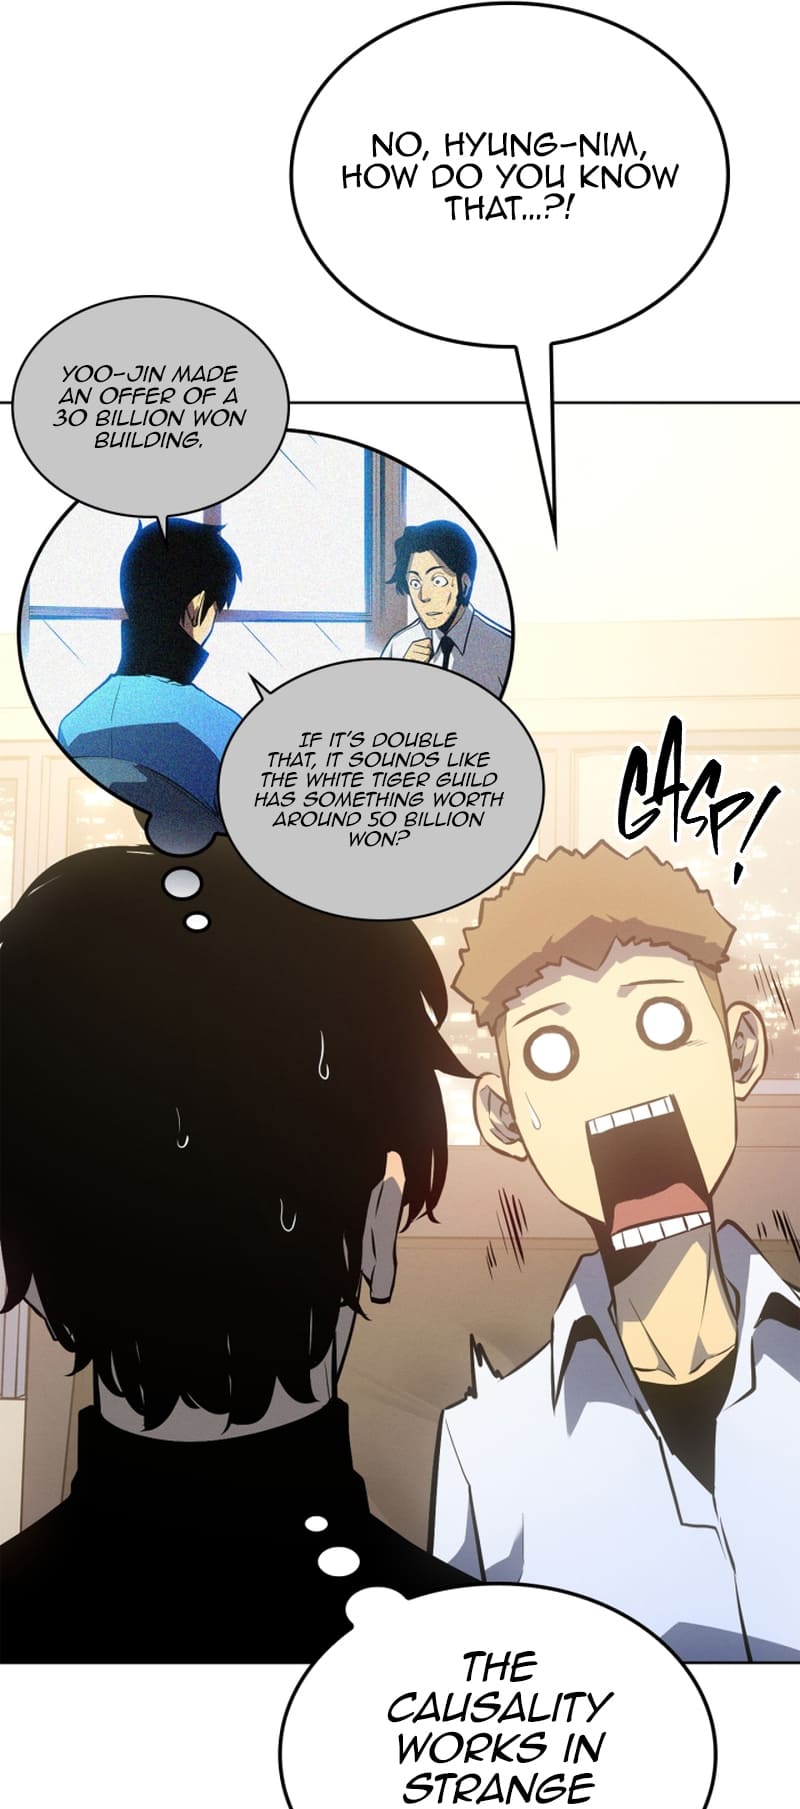 NO, HYUNG-NIM,
HOW DO YOU KNOW
THAT...?!
YOO-JIN MADE
AN OFFER OF A
30 BILLION WON
BUILDING.
IF IT'S DOUBLE
THAT, IT SOUNDS LIKE
THE WHITE TIGER GUILD
HAS SOMETHING WORTH
AROUND 50 BILLION
WON?
GASP!
THE
CAUSALITY
WORKS IN
STRANGE